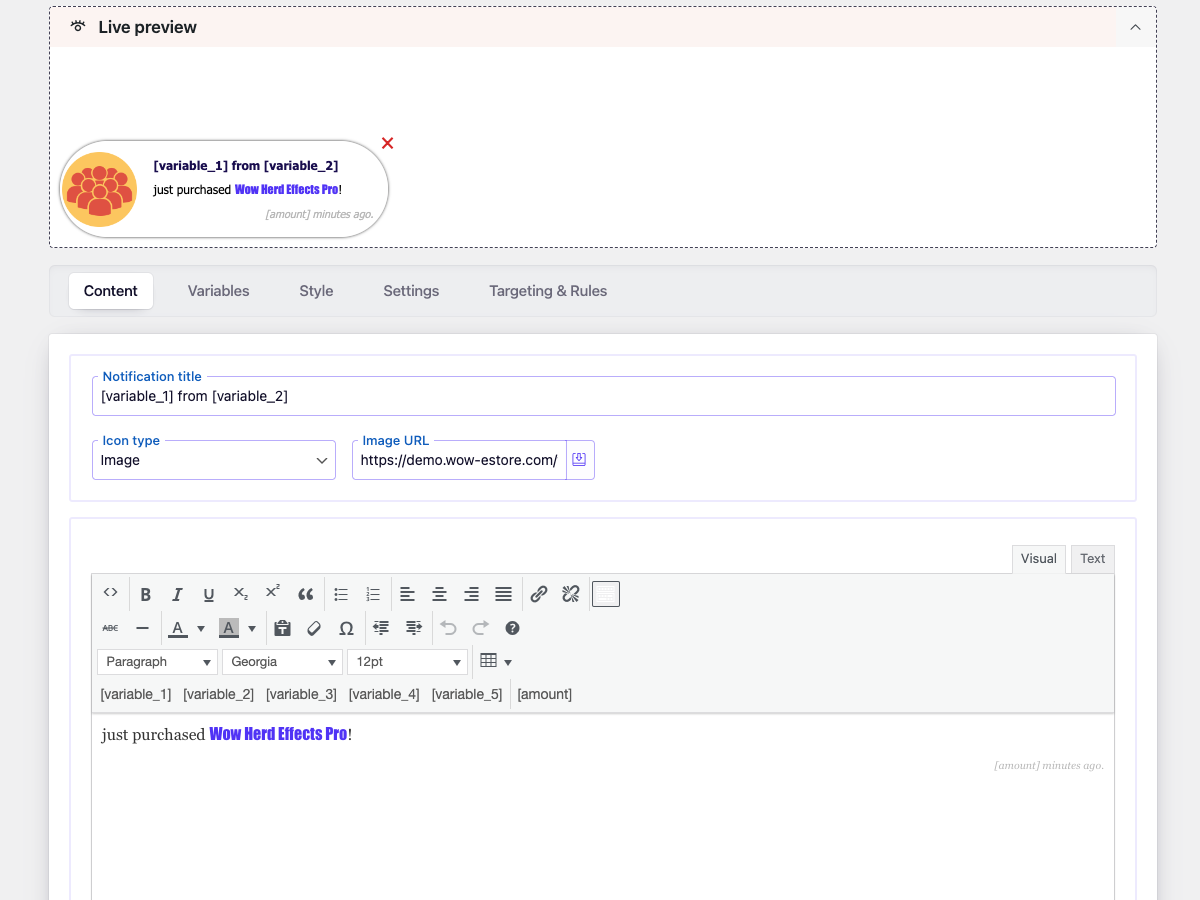 Live preview
[variable_1] from [variable_2]
just purchased Wow Herd Effects Pro!
[amount] minutes ago.
Content Variables Style Settings Targeting & Rules
Notification title
[variable_1] from [variable_2]
Icon type Image URL
Image https://demo.wow-estore.com/
Visual Text
ABC A A
Paragraph Georgia 12pt
[variable_1] [variable_2] [variable_3] [variable_4] [variable_5] [amount]
just purchased Wow Herd Effects Pro!
[amount] minutes ago.